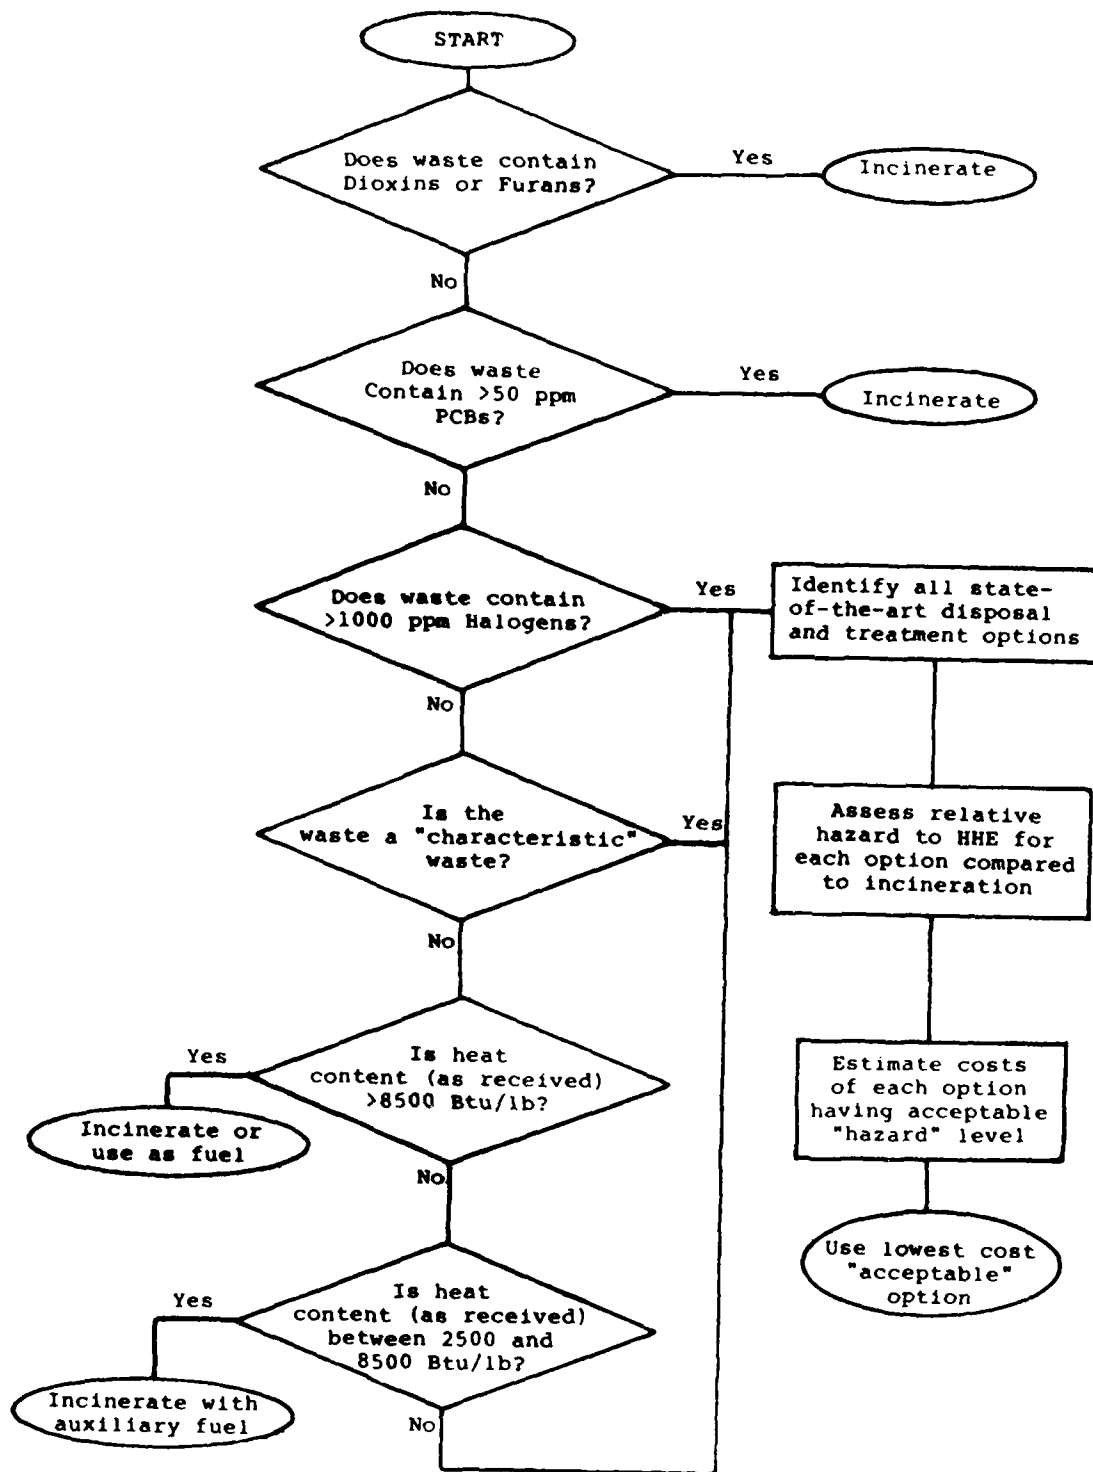 START
Does waste contain
Dioxins or Furans?
Yes
Incinerate
No
Does waste
Contain >50 ppm
PCBs?
Yes
Incinerate
No
Does waste contain
>1000 ppm Halogens?
Yes
Identify all state-
of-the-art disposal
and treatment options
No
Is the
waste a "characteristic"
waste?
Yes
Assess relative
hazard to HHE for
each option compared
to incineration
No
Is heat
content (as received)
>8500 Btu/lb?
Yes
Incinerate or
use as fuel
Estimate costs
of each option
having acceptable
"hazard" level
No
Use lowest cost
"acceptable"
option
Is heat
content (as received)
between 2500 and
8500 Btu/lb?
Yes
Incinerate with
auxiliary fuel
No